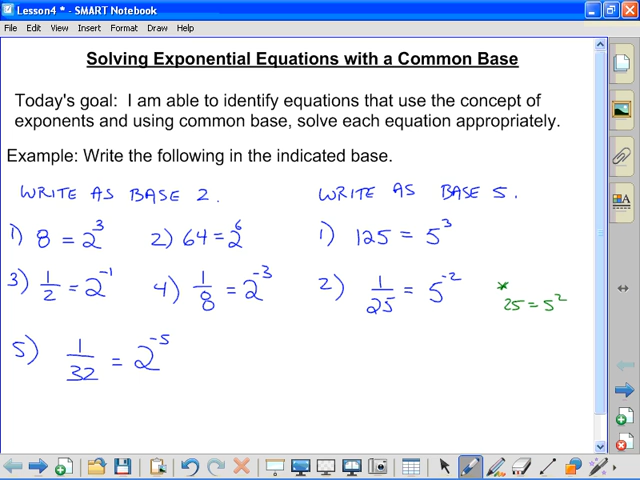 Lesson4 * - SMART Notebook
File Edit View Insert Format Draw Help
Solving Exponential Equations with a Common Base
Today's goal: I am able to identify equations that use the concept of
exponents and using common base, solve each equation appropriately.
Example: Write the following in the indicated base.
WRITE AS BASE 2.
1) 8 = 2^3 2) 64 = 2^6
3) 1/2 = 2^-1 4) 1/8 = 2^-3
5) 1/32 = 2^-5
WRITE AS BASE 5.
1) 125 = 5^3
2) 1/25 = 5^-2
* 25 = 5^2